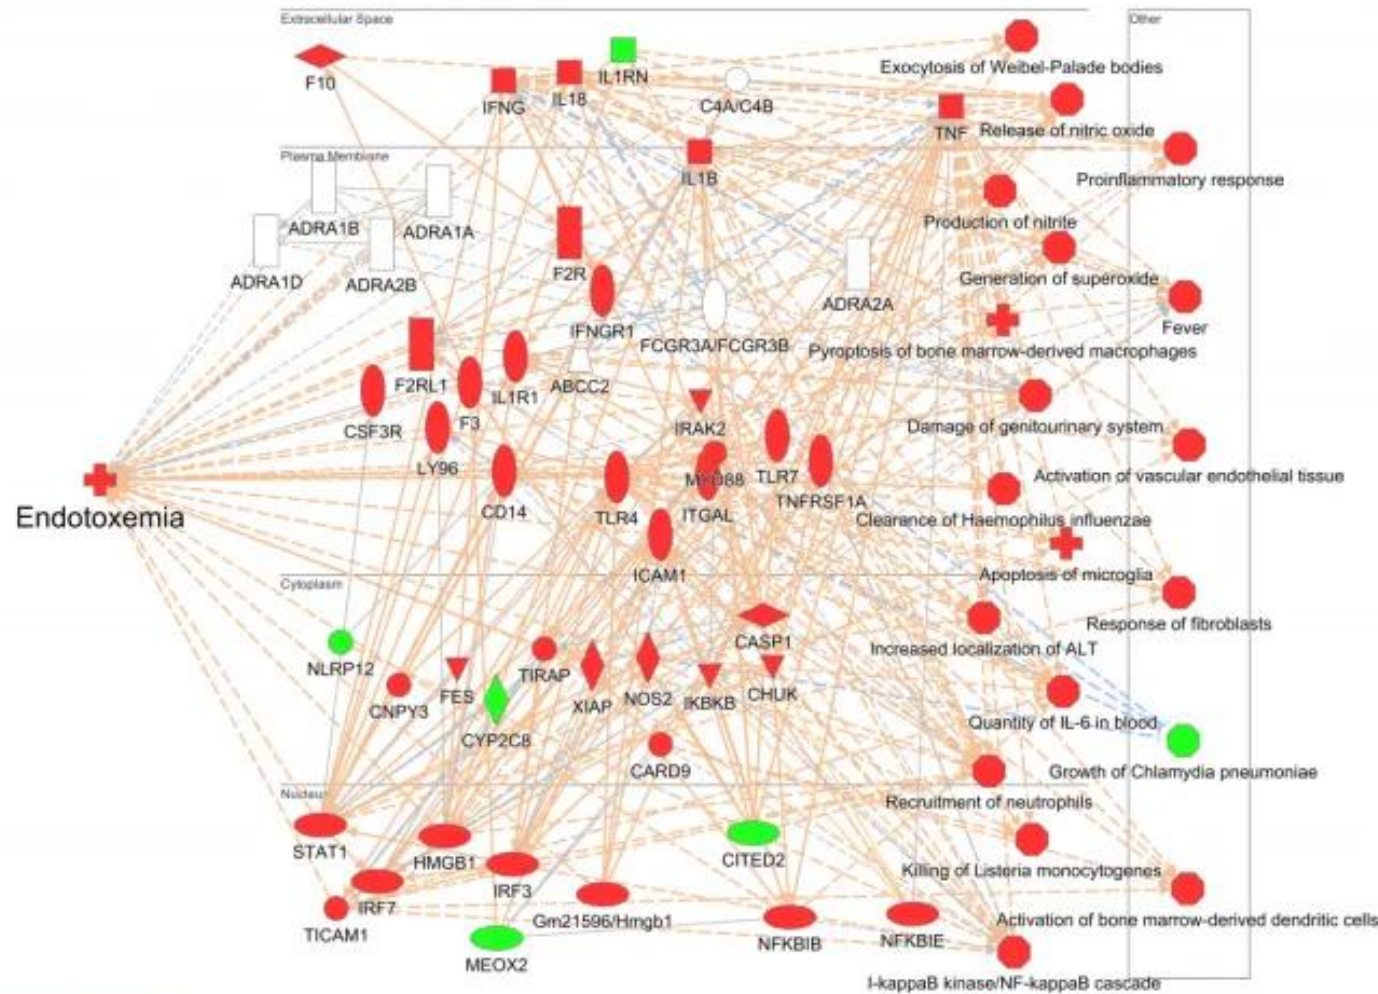 Extracellular Space
Other
F10
IFNG
IL18
IL1RN
C4A/C4B
TNF
IL1B
Exocytosis of Weibel-Palade bodies
Release of nitric oxide
Proinflammatory response
Plasma Membrane
ADRA1B
ADRA1A
ADRA1D
ADRA2B
F2R
IFNGR1
FCGR3A/FCGR3B
ADRA2A
Production of nitrite
Generation of superoxide
Fever
Pyroptosis of bone marrow-derived macrophages
F2RL1
F3
IL1R1
ABCC2
CSF3R
LY96
CD14
IRAK2
MYD88
TLR7
TNFRSF1A
TLR4
ITGAL
ICAM1
Damage of genitourinary system
Activation of vascular endothelial tissue
Clearance of Haemophilus influenzae
Apoptosis of microglia
Endotoxemia
Cytoplasm
NLRP12
CNPY3
FES
CYP2C8
TIRAP
XIAP
NOS2
IKBKB
CHUK
CASP1
CARD9
Response of fibroblasts
Increased localization of ALT
Quantity of IL-6 in blood
Growth of Chlamydia pneumoniae
Recruitment of neutrophils
Nucleus
STAT1
HMGB1
IRF3
IRF7
TICAM1
Gm21596/Hmgb1
MEOX2
CITED2
NFKBIB
NFKBIE
Killing of Listeria monocytogenes
Activation of bone marrow-derived dendritic cells
I-kappaB kinase/NF-kappaB cascade